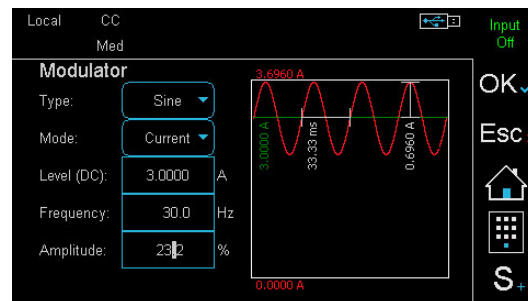 Local CC
Med
Input
Off
Modulator
Type: Sine
Mode: Current
Level (DC): 3.0000 A
Frequency: 30.0 Hz
Amplitude: 23.2 %
3.6960 A
3.0000 A
33.33 ms
0.6960 A
0.0000 A
OK
Esc
S+